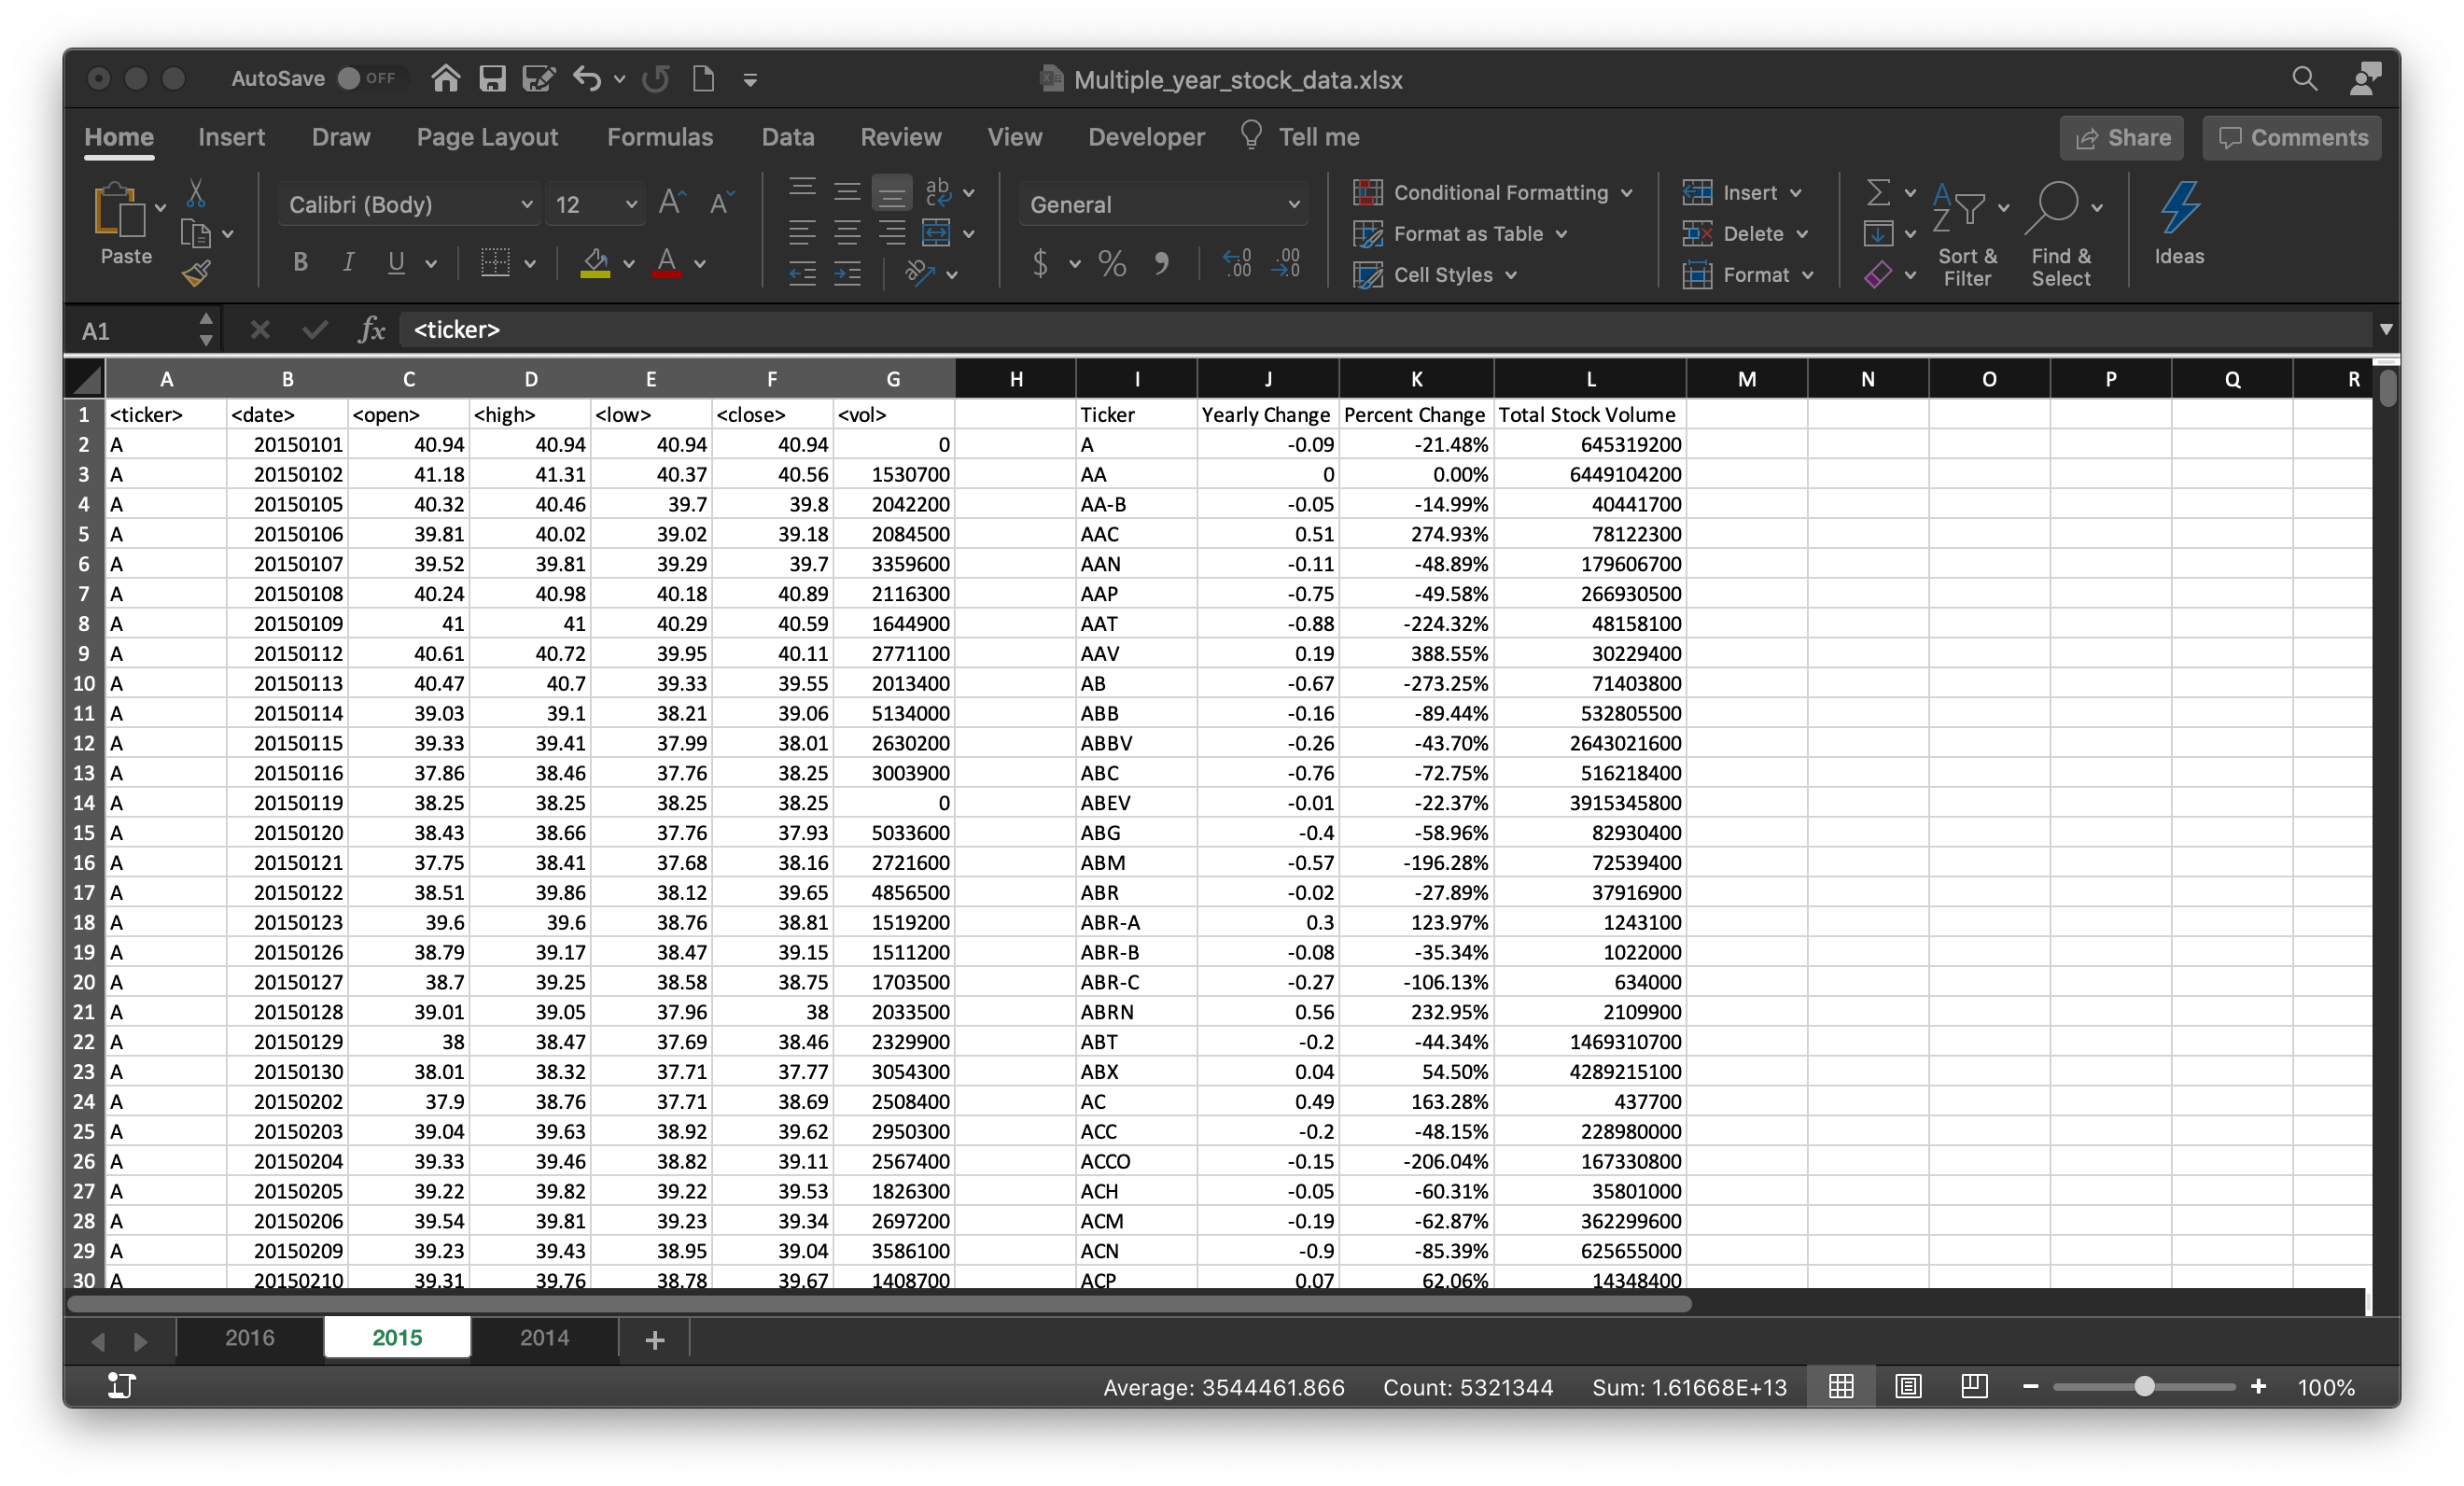 AutoSave OFF Multiple_year_stock_data.xlsx
Home Insert Draw Page Layout Formulas Data Review View Developer Tell me Share Comments
Calibri (Body) 12 General Conditional Formatting Insert
Format as Table Delete
Paste B I U A $ % Cell Styles Format Sort & Filter Find & Select Ideas
A1 fx <ticker>
A B C D E F G H I J K L M N O P Q R
1 <ticker> <date> <open> <high> <low> <close> <vol> Ticker Yearly Change Percent Change Total Stock Volume
2 A 20150101 40.94 40.94 40.94 40.94 0 A -0.09 -21.48% 645319200
3 A 20150102 41.18 41.31 40.37 40.56 1530700 AA 0 0.00% 6449104200
4 A 20150105 40.32 40.46 39.7 39.8 2042200 AA-B -0.05 -14.99% 40441700
5 A 20150106 39.81 40.02 39.02 39.18 2084500 AAC 0.51 274.93% 78122300
6 A 20150107 39.52 39.81 39.29 39.7 3359600 AAN -0.11 -48.89% 179606700
7 A 20150108 40.24 40.98 40.18 40.89 2116300 AAP -0.75 -49.58% 266930500
8 A 20150109 41 41 40.29 40.59 1644900 AAT -0.88 -224.32% 48158100
9 A 20150112 40.61 40.72 39.95 40.11 2771100 AAV 0.19 388.55% 30229400
10 A 20150113 40.47 40.7 39.33 39.55 2013400 AB -0.67 -273.25% 71403800
11 A 20150114 39.03 39.1 38.21 39.06 5134000 ABB -0.16 -89.44% 532805500
12 A 20150115 39.33 39.41 37.99 38.01 2630200 ABBV -0.26 -43.70% 2643021600
13 A 20150116 37.86 38.46 37.76 38.25 3003900 ABC -0.76 -72.75% 516218400
14 A 20150119 38.25 38.25 38.25 38.25 0 ABEV -0.01 -22.37% 3915345800
15 A 20150120 38.43 38.66 37.76 37.93 5033600 ABG -0.4 -58.96% 82930400
16 A 20150121 37.75 38.41 37.68 38.16 2721600 ABM -0.57 -196.28% 72539400
17 A 20150122 38.51 39.86 38.12 39.65 4856500 ABR -0.02 -27.89% 37916900
18 A 20150123 39.6 39.6 38.76 38.81 1519200 ABR-A 0.3 123.97% 1243100
19 A 20150126 38.79 39.17 38.47 39.15 1511200 ABR-B -0.08 -35.34% 1022000
20 A 20150127 38.7 39.25 38.58 38.75 1703500 ABR-C -0.27 -106.13% 634000
21 A 20150128 39.01 39.05 37.96 38 2033500 ABRN 0.56 232.95% 2109900
22 A 20150129 38 38.47 37.69 38.46 2329900 ABT -0.2 -44.34% 1469310700
23 A 20150130 38.01 38.32 37.71 37.77 3054300 ABX 0.04 54.50% 4289215100
24 A 20150202 37.9 38.76 37.71 38.69 2508400 AC 0.49 163.28% 437700
25 A 20150203 39.04 39.63 38.92 39.62 2950300 ACC -0.2 -48.15% 228980000
26 A 20150204 39.33 39.46 38.82 39.11 2567400 ACCO -0.15 -206.04% 167330800
27 A 20150205 39.22 39.82 39.22 39.53 1826300 ACH -0.05 -60.31% 35801000
28 A 20150206 39.54 39.81 39.23 39.34 2697200 ACM -0.19 -62.87% 362299600
29 A 20150209 39.23 39.43 38.95 39.04 3586100 ACN -0.9 -85.39% 625655000
30 A 20150210 39.31 39.76 38.78 39.67 1408700 ACP 0.07 62.06% 14348400
2016 2015 2014 +
Average: 3544461.866 Count: 5321344 Sum: 1.61668E+13 100%